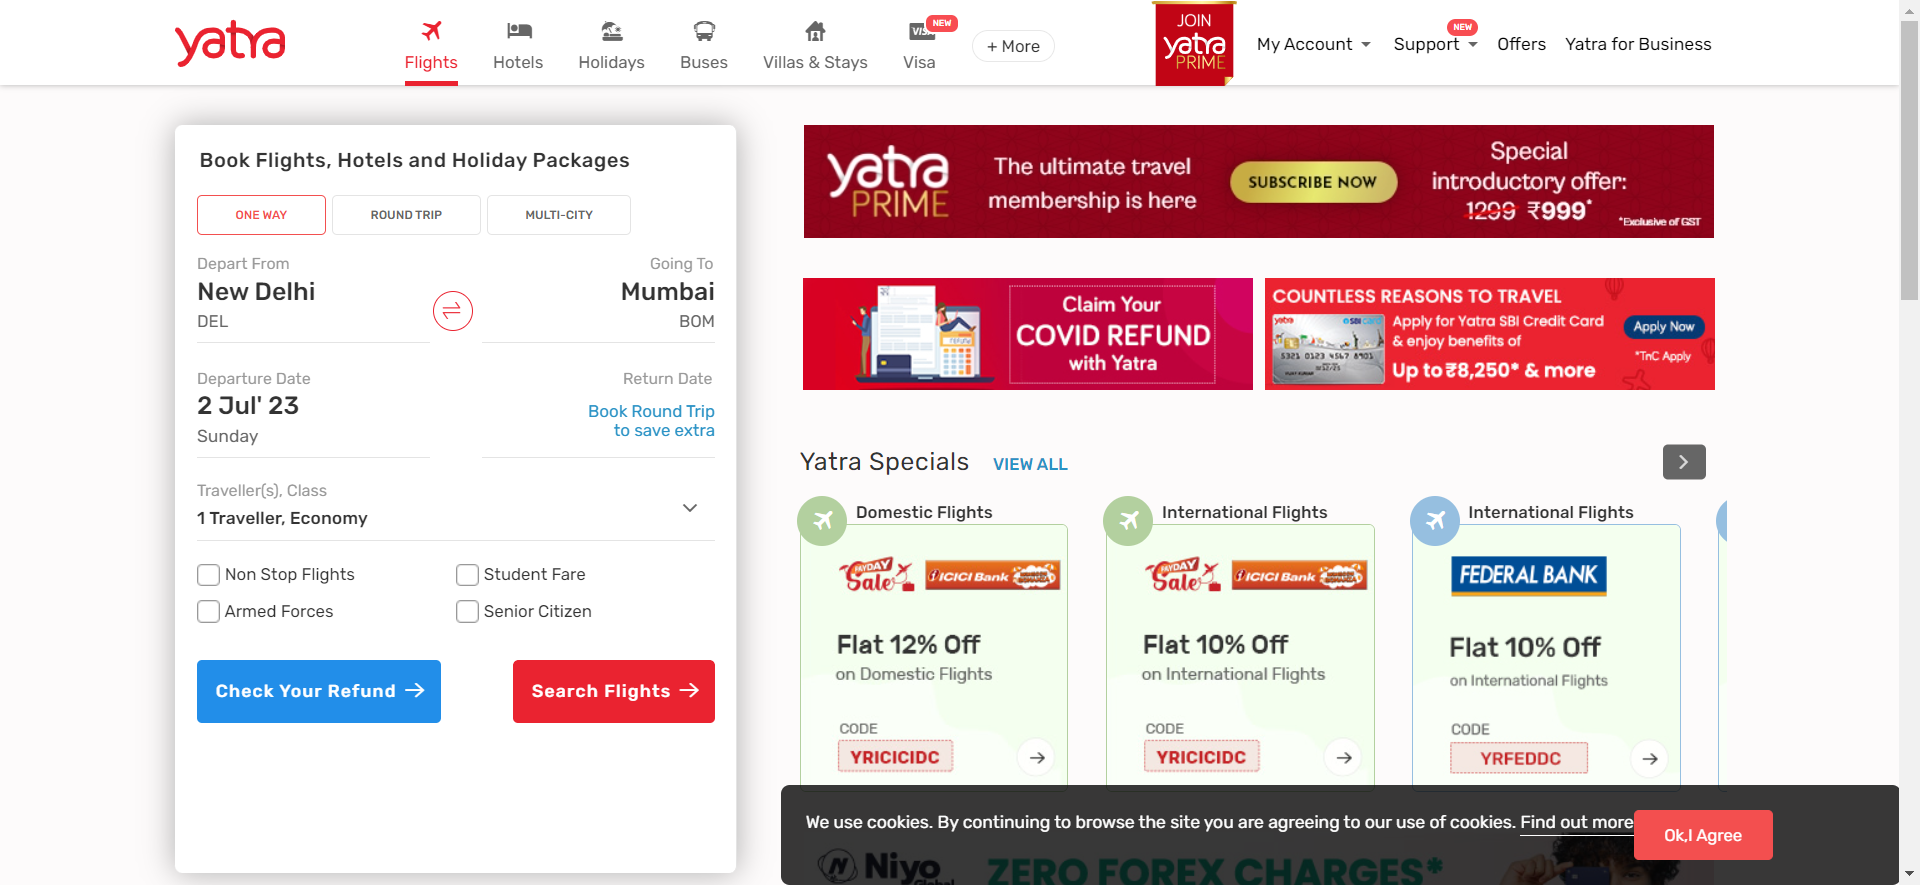 yatra
Flights
Hotels
Holidays
Buses
Villas & Stays
VISA
NEW
Visa
+ More
JOIN
yatra
PRIME
My Account
NEW
Support
Offers
Yatra for Business
Book Flights, Hotels and Holiday Packages
ONE WAY
ROUND TRIP
MULTI-CITY
Depart From
New Delhi
DEL
Going To
Mumbai
BOM
Departure Date
2 Jul' 23
Sunday
Return Date
Book Round Trip
to save extra
Traveller(s), Class
1 Traveller, Economy
Non Stop Flights
Student Fare
Armed Forces
Senior Citizen
Check Your Refund
Search Flights
yatra
PRIME
The ultimate travel
membership is here
SUBSCRIBE NOW
Special
introductory offer:
1299 ₹999*
*Exclusive of GST
Claim Your
COVID REFUND
with Yatra
REFUND
COUNTLESS REASONS TO TRAVEL
yatra
SBI card
5321 0123 4567 8901
Apply for Yatra SBI Credit Card
& enjoy benefits of
Up to ₹8,250* & more
Apply Now
*TnC Apply
Yatra Specials
VIEW ALL
Domestic Flights
PAYDAY
Sale
ICICI Bank
Flat 12% Off
on Domestic Flights
CODE
YRICICIDC
International Flights
PAYDAY
Sale
ICICI Bank
Flat 10% Off
on International Flights
CODE
YRICICIDC
International Flights
FEDERAL BANK
Flat 10% Off
on International Flights
CODE
YRFEDDC
We use cookies. By continuing to browse the site you are agreeing to our use of cookies. Find out more
Ok,I Agree
Niyo
Global
ZERO FOREX CHARGES*